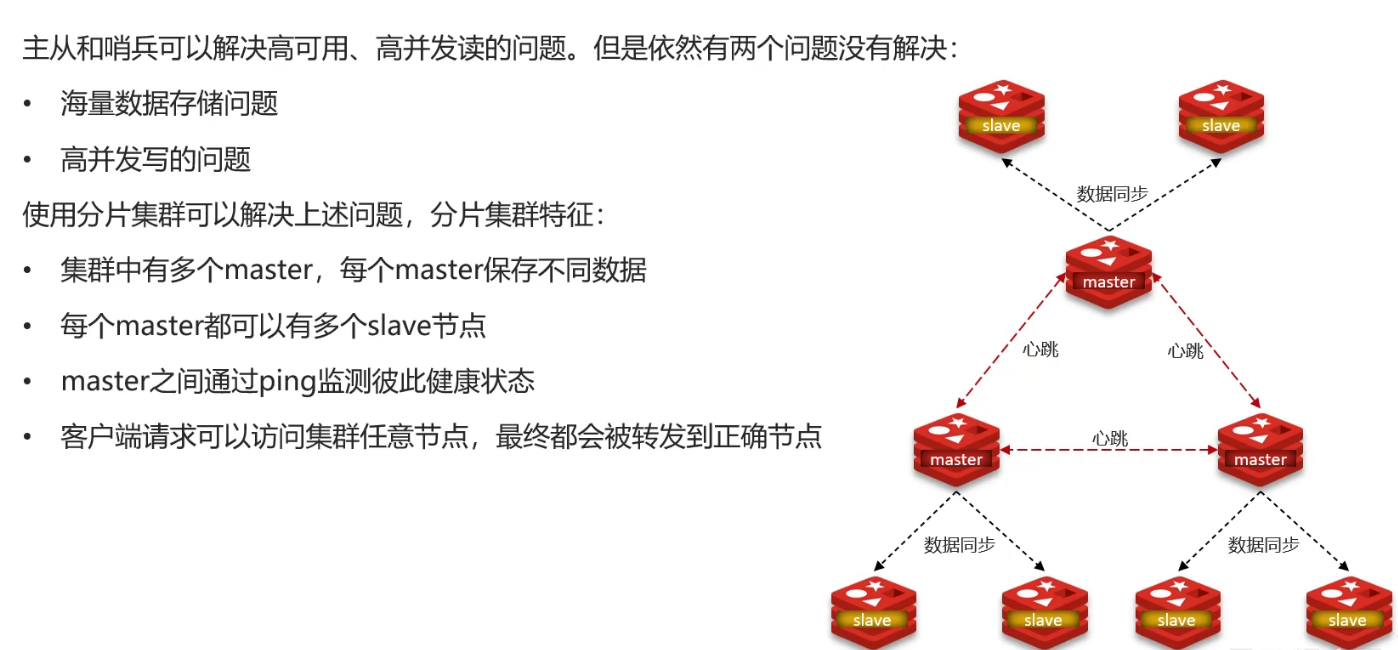 主从和哨兵可以解决高可用、高并发读的问题。但是依然有两个问题没有解决：
• 海量数据存储问题
• 高并发写的问题
使用分片集群可以解决上述问题，分片集群特征：
• 集群中有多个master，每个master保存不同数据
• 每个master都可以有多个slave节点
• master之间通过ping监测彼此健康状态
• 客户端请求可以访问集群任意节点，最终都会被转发到正确节点
slave
slave
数据同步
master
心跳
心跳
master
心跳
master
数据同步
数据同步
slave
slave
slave
slave